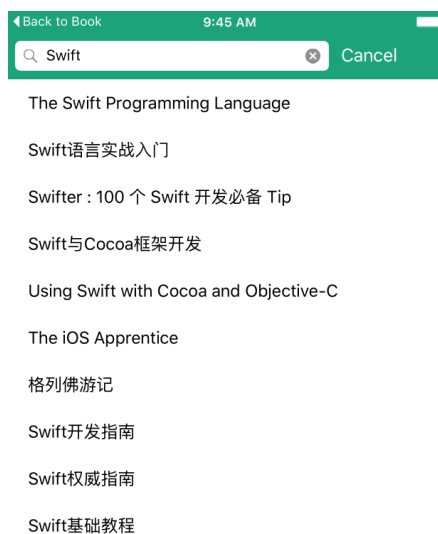 Back to Book 9:45 AM
Swift Cancel
The Swift Programming Language
Swift语言实战入门
Swifter : 100 个 Swift 开发必备 Tip
Swift与Cocoa框架开发
Using Swift with Cocoa and Objective-C
The iOS Apprentice
格列佛游记
Swift开发指南
Swift权威指南
Swift基础教程